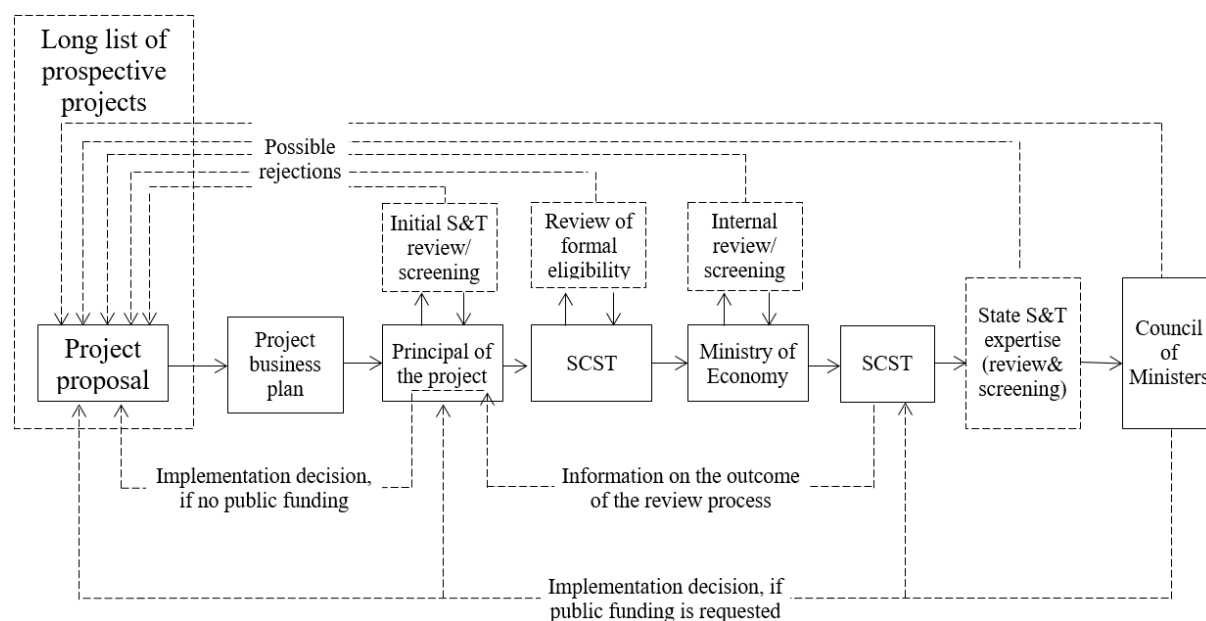 Long list of
prospective
projects
Possible
rejections
Initial S&T
review/
screening
Review of
formal
eligibility
Internal
review/
screening
Project
proposal
Project
business
plan
Principal of
the project
SCST
Ministry of
Economy
SCST
State S&T
expertise
(review&
screening)
Council
of
Ministers
Implementation decision,
if no public funding
Information on the outcome
of the review process
Implementation decision, if
public funding is requested